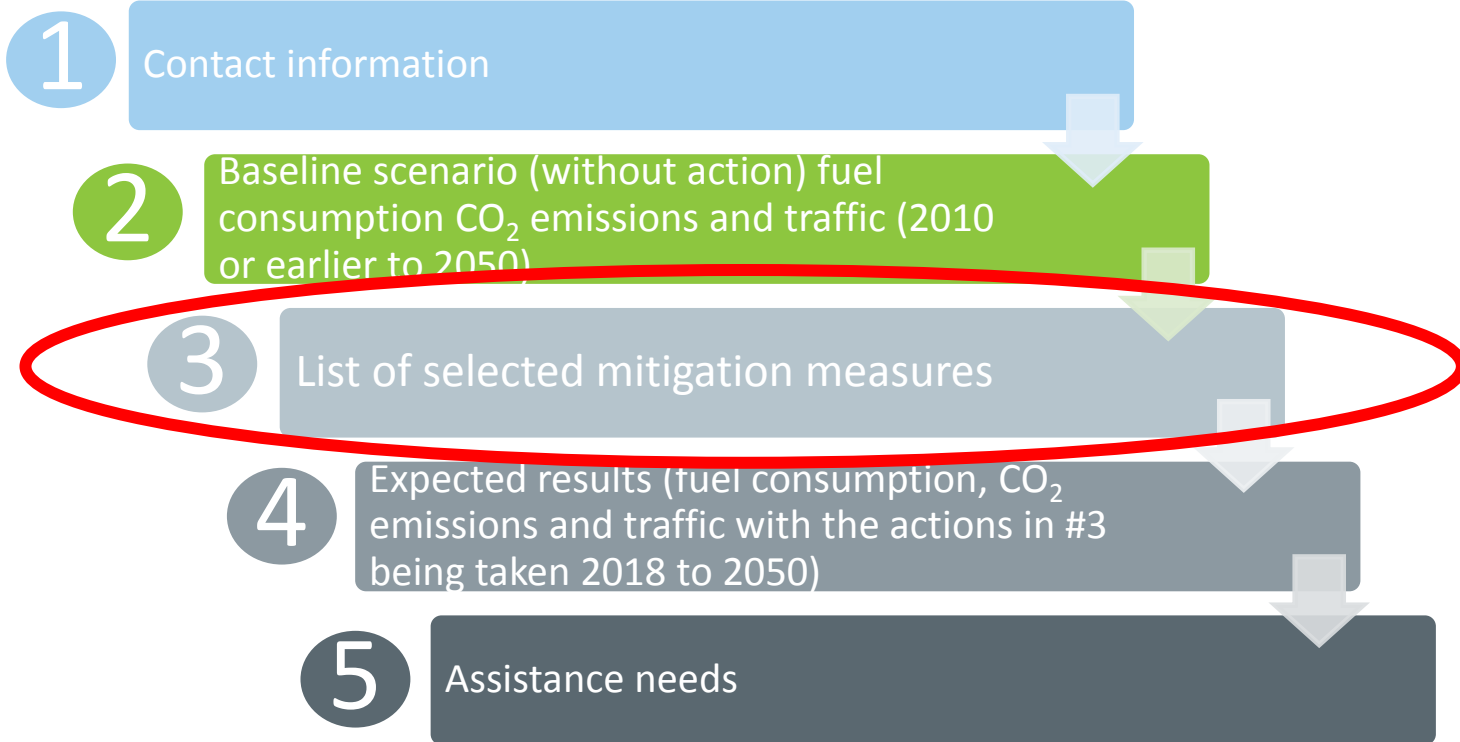 1
Contact information
2
Baseline scenario (without action) fuel
consumption CO₂ emissions and traffic (2010
or earlier to 2050)
3
List of selected mitigation measures
4
Expected results (fuel consumption, CO₂
emissions and traffic with the actions in #3
being taken 2018 to 2050)
5
Assistance needs